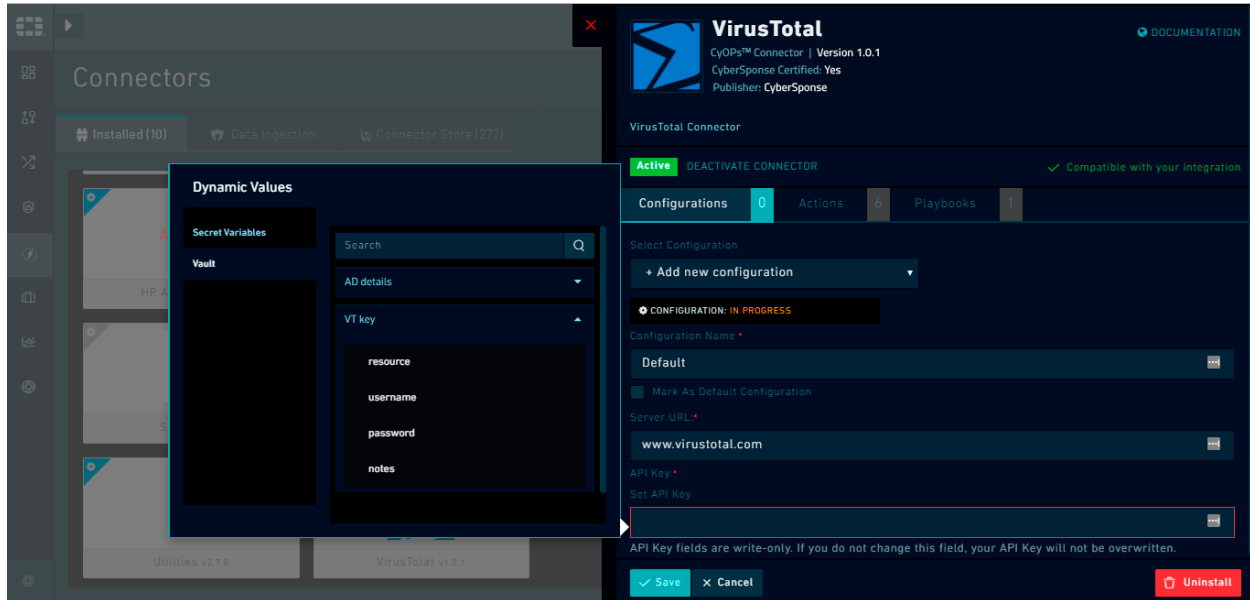 Connectors
Installed (10)
Data Ingestion
Connector Store (277)
HP A
S
Utilities v2.7.0
VirusTotal v1.0.1
Dynamic Values
Secret Variables
Vault
Search
AD details
VT key
resource
username
password
notes
VirusTotal
CyOPs™ Connector | Version 1.0.1
CyberSponse Certified: Yes
Publisher: CyberSponse
DOCUMENTATION
VirusTotal Connector
Active DEACTIVATE CONNECTOR
Compatible with your integration
Configurations 0 Actions 6 Playbooks 1
Select Configuration
+ Add new configuration
CONFIGURATION: IN PROGRESS
Configuration Name •
Default
Mark As Default Configuration
Server URL:•
www.virustotal.com
API Key:•
Set API Key
API Key fields are write-only. If you do not change this field, your API Key will not be overwritten.
Save X Cancel Uninstall